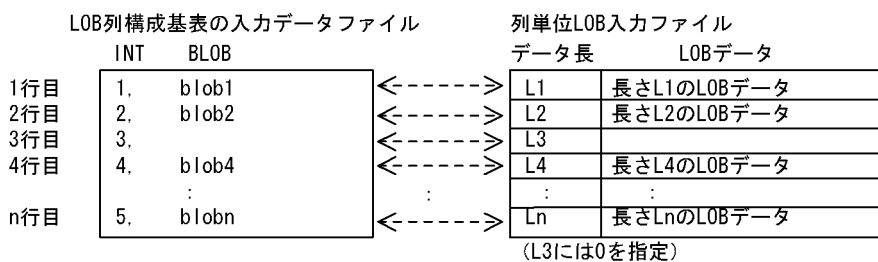 LOB列構成基表の入力データファイル 列単位LOB入力ファイル
INT BLOB データ長 LOBデータ
1行目 1, blob1 L1 長さL1のLOBデータ
2行目 2, blob2 L2 長さL2のLOBデータ
3行目 3, L3
4行目 4, blob4 L4 長さL4のLOBデータ
: : : :
n行目 5, blobn Ln 長さLnのLOBデータ
(L3には0を指定)